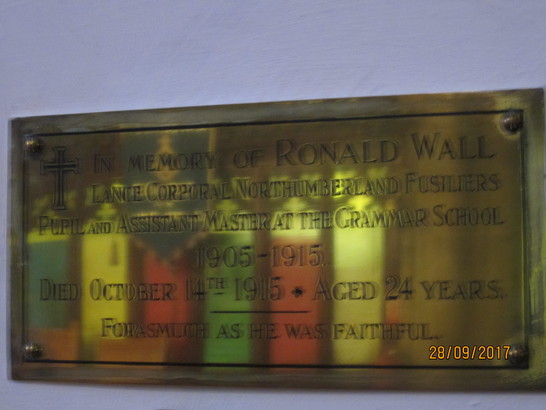 IN MEMORY OF RONALD WALL
LANCE CORPORAL NORTHUMBERLAND FUSILIERS
PUPIL AND ASSISTANT MASTER AT THE GRAMMAR SCHOOL
1905-1915.
DIED OCTOBER 14TH 1915 • AGED 24 YEARS.
FORASMUCH AS HE WAS FAITHFUL.
28/09/2017